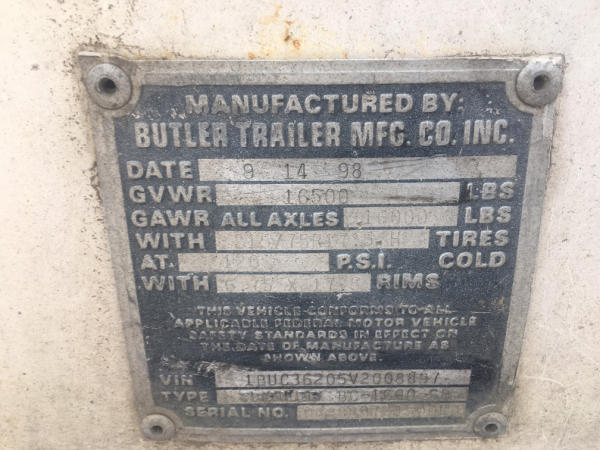 MANUFACTURED BY:
BUTLER TRAILER MFG. CO. INC.
DATE 9 14 98
GVWR 16500 LBS
GAWR ALL AXLES 16000 LBS
WITH TIRES
AT. P.S.I. COLD
WITH RIMS
THIS VEHICLE CONFORMS TO ALL
APPLICABLE FEDERAL MOTOR VEHICLE
SAFETY STANDARDS IN EFFECT ON
THE DATE OF MANUFACTURE AS
SHOWN ABOVE.
VIN 1BUC36205V2008897
TYPE
SERIAL NO.